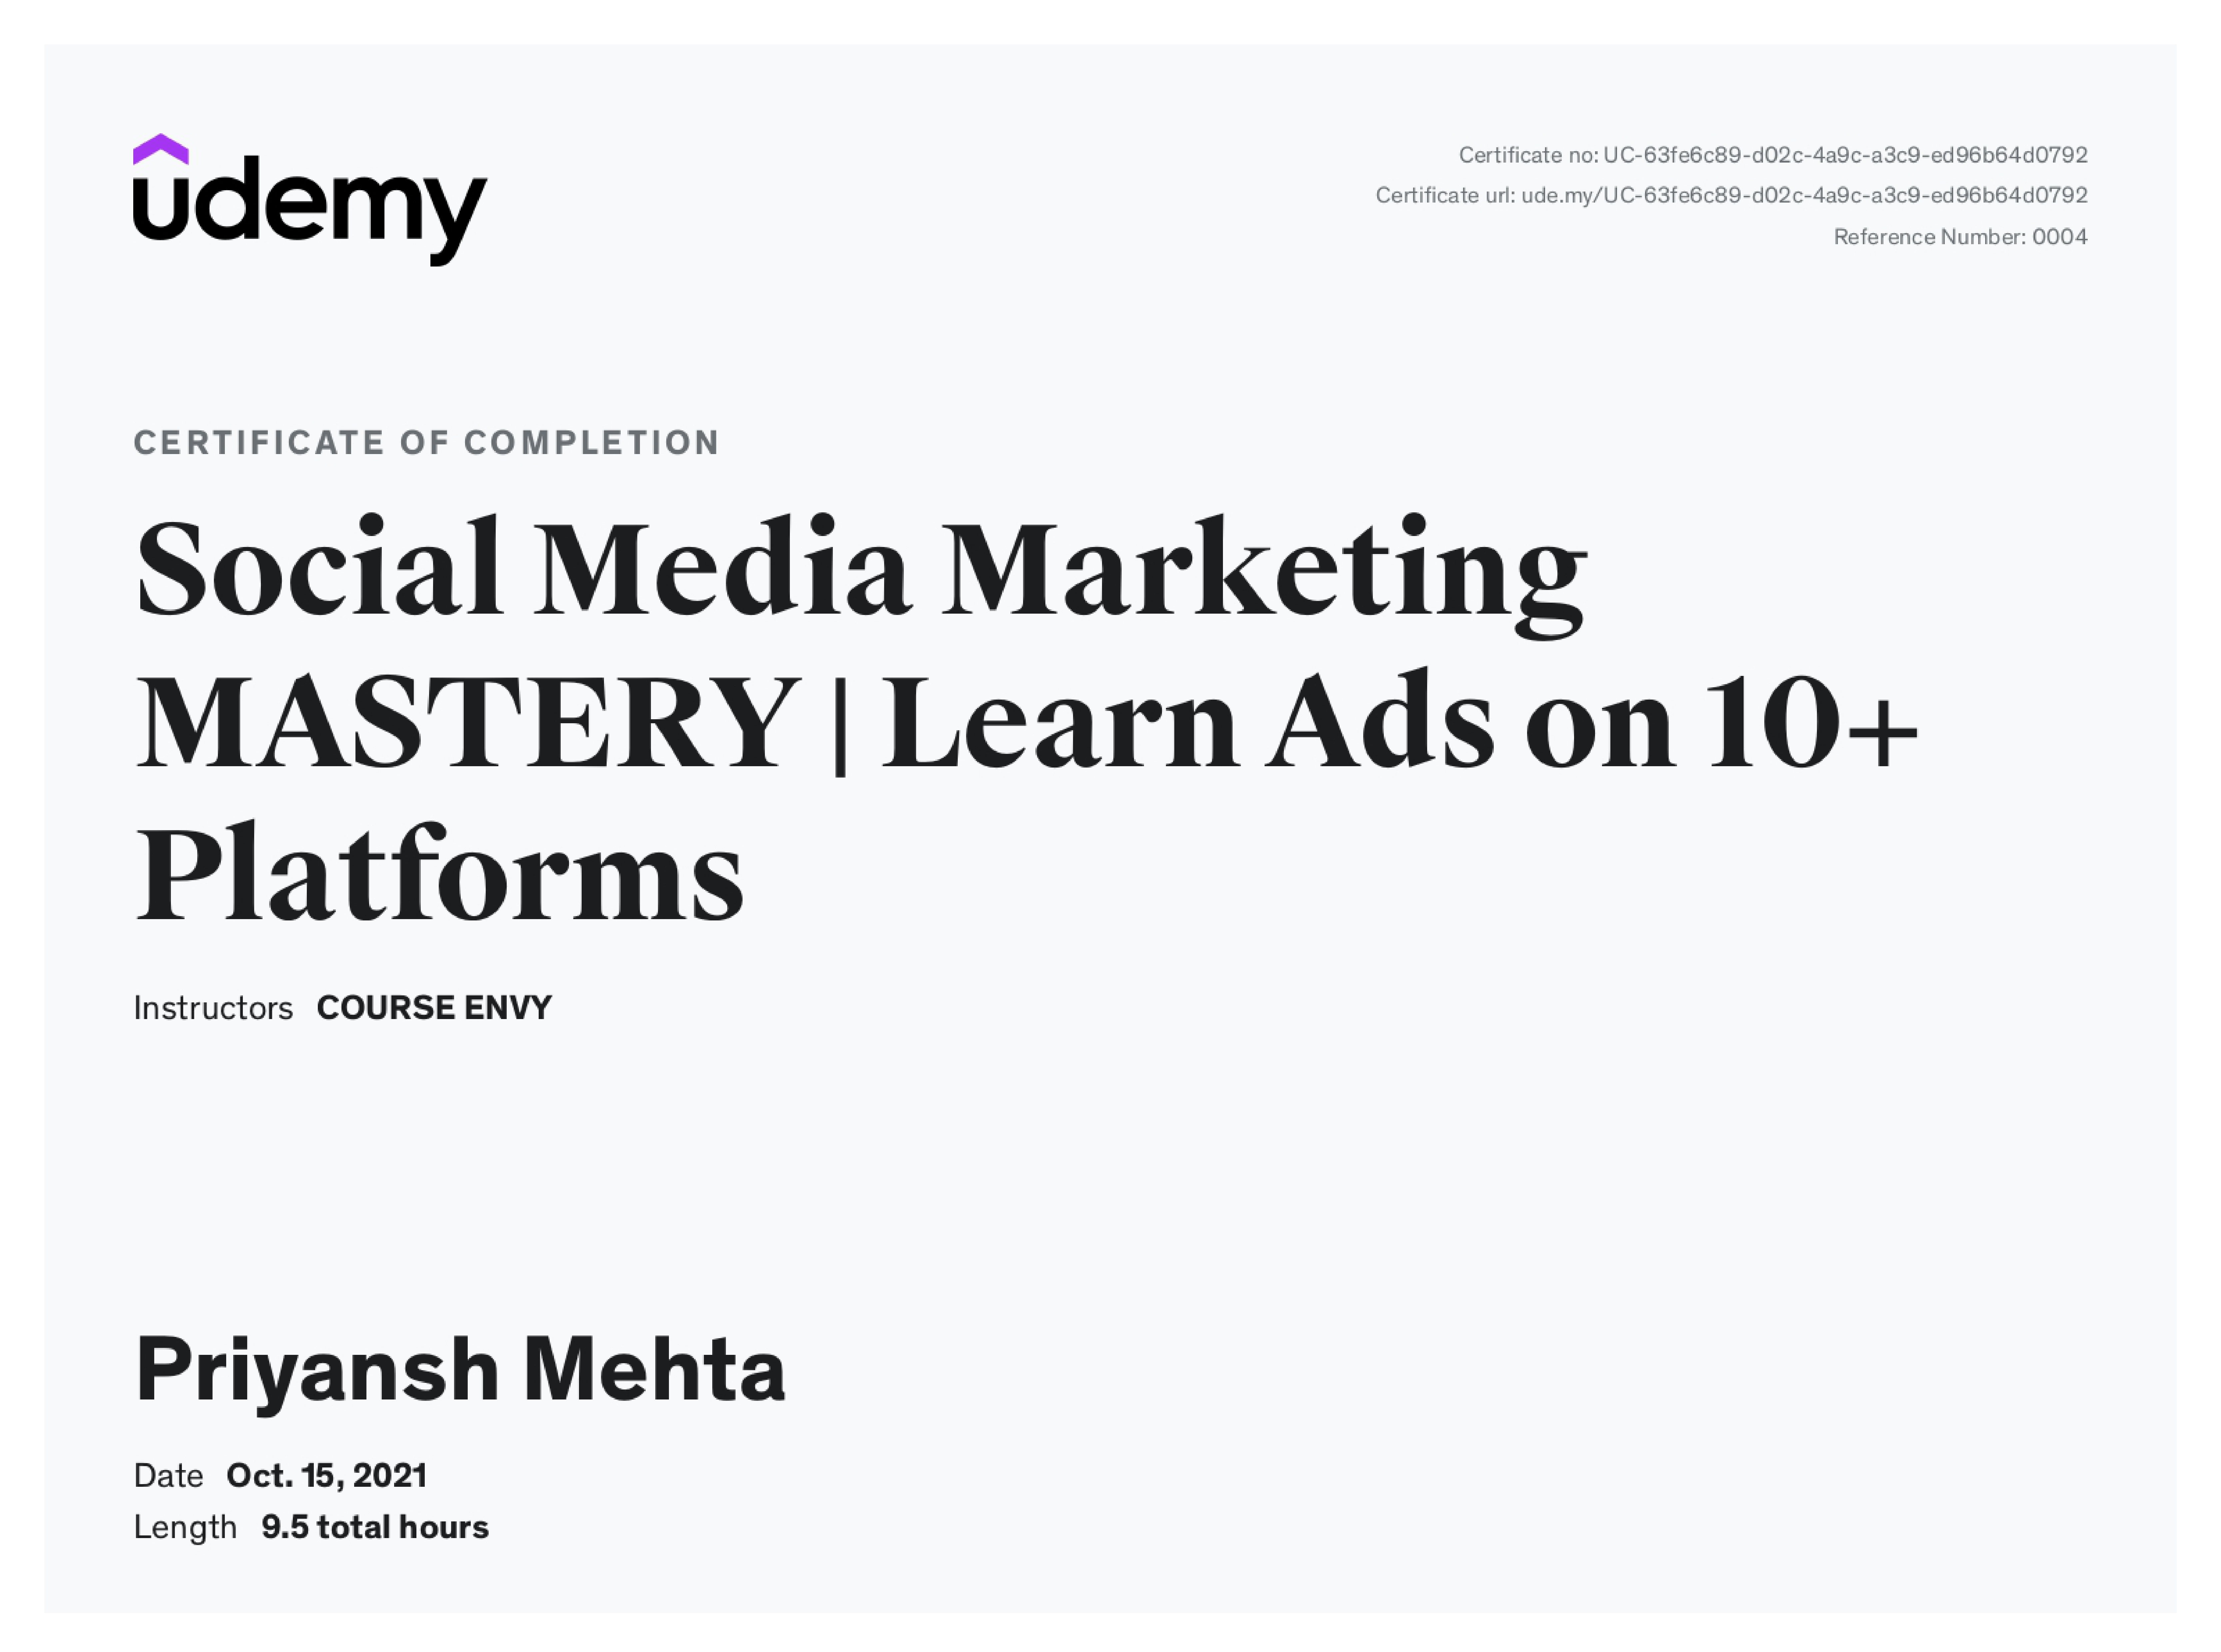 udemy
Certificate no: UC-63fe6c89-d02c-4a9c-a3c9-ed96b64d0792
Certificate url: ude.my/UC-63fe6c89-d02c-4a9c-a3c9-ed96b64d0792
Reference Number: 0004
CERTIFICATE OF COMPLETION
Social Media Marketing
MASTERY | Learn Ads on 10+
Platforms
Instructors COURSE ENVY
Priyansh Mehta
Date Oct. 15, 2021
Length 9.5 total hours